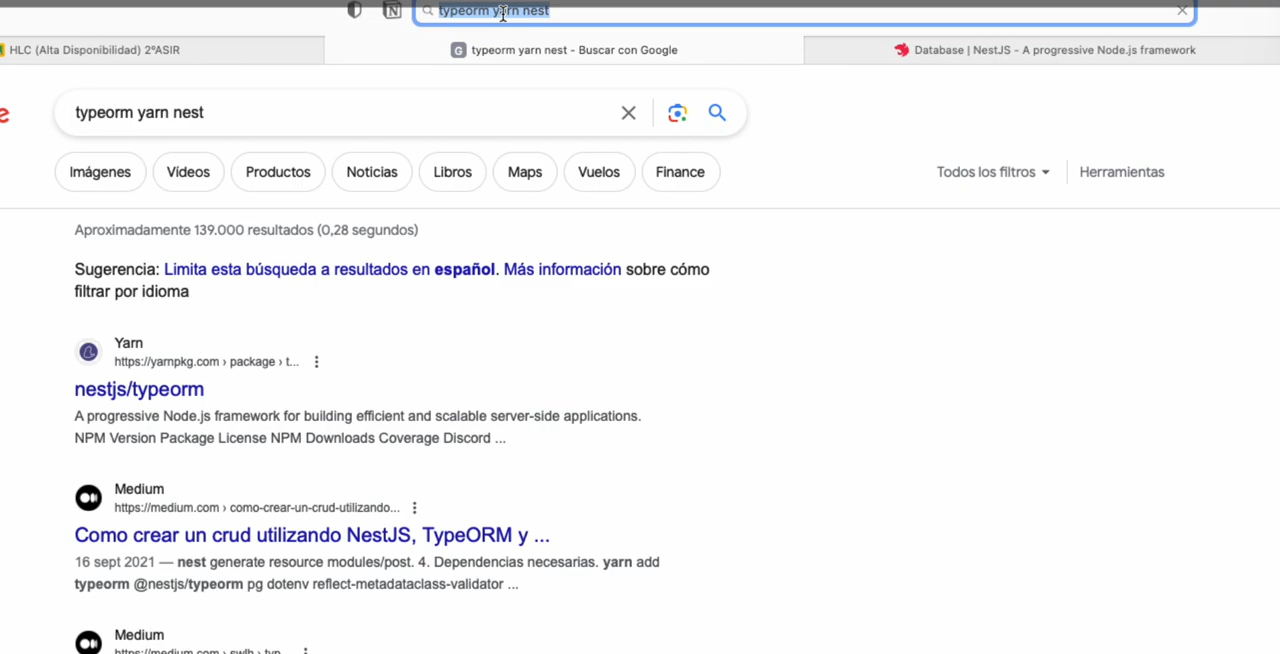 typeorm yarn nest
HLC (Alta Disponibilidad) 2ºASIR
typeorm yarn nest - Buscar con Google
Database | NestJS - A progressive Node.js framework
typeorm yarn nest
Imágenes
Vídeos
Productos
Noticias
Libros
Maps
Vuelos
Finance
Todos los filtros
Herramientas
Aproximadamente 139.000 resultados (0,28 segundos)
Sugerencia: Limita esta búsqueda a resultados en español. Más información sobre cómo
filtrar por idioma
Yarn
https://yarnpkg.com › package › t...
nestjs/typeorm
A progressive Node.js framework for building efficient and scalable server-side applications.
NPM Version Package License NPM Downloads Coverage Discord ...
Medium
https://medium.com › como-crear-un-crud-utilizando...
Como crear un crud utilizando NestJS, TypeORM y ...
16 sept 2021 — nest generate resource modules/post. 4. Dependencias necesarias. yarn add
typeorm @nestjs/typeorm pg dotenv reflect-metadataclass-validator ...
Medium
https://medium.com › swlh › typ...